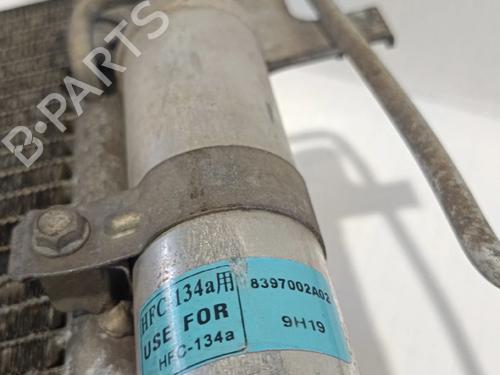 B-PARTS
HFC-134a用
USE FOR
HFC-134a
8397002A02
9H19